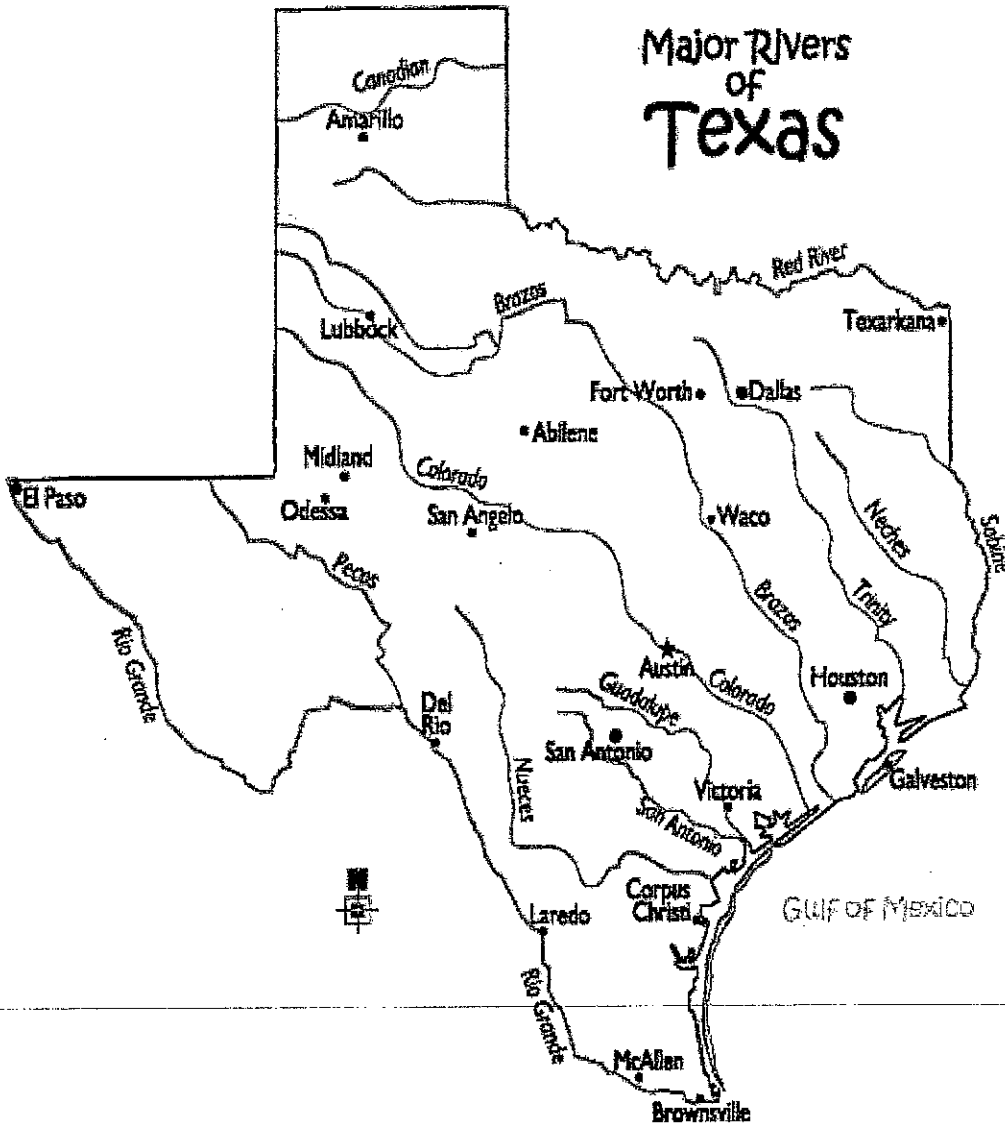 Major Rivers
of
Texas
Canadian
Amarillo
Red River
Brazos
Lubbock
Texarkana
Fort Worth
Dallas
Abilene
Midland
Colorado
El Paso
Odessa
San Angelo
Waco
Neches
Sabine
Pecos
Brazos
Trinity
Rio Grande
Austin
Colorado
Houston
Guadalupe
Del
Rio
San Antonio
Nueces
Victoria
Galveston
San Antonio
Corpus
Christi
Gulf of Mexico
Laredo
Rio Grande
McAllen
Brownsville